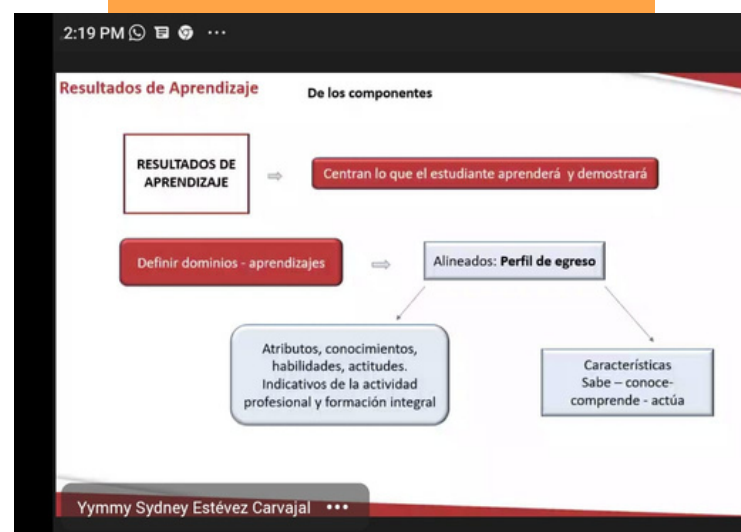 2:19 PM
Resultados de Aprendizaje
De los componentes
RESULTADOS DE
APRENDIZAJE
Centran lo que el estudiante aprenderá y demostrará
Definir dominios - aprendizajes
Alineados: Perfil de egreso
Atributos, conocimientos,
habilidades, actitudes.
Indicativos de la actividad
profesional y formación integral
Características
Sabe – conoce-
comprende - actúa
Yymmy Sydney Estévez Carvajal